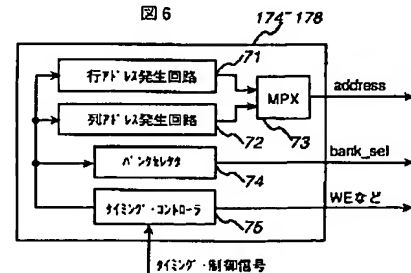 図6
174~178
行ｱﾄﾞﾚｽ発生回路
71
列ｱﾄﾞﾚｽ発生回路
72
MPX
73
address
ﾊﾞﾝｸｾﾚｸﾀ
74
bank_sel
ﾀｲﾐﾝｸﾞ・ｺﾝﾄﾛｰﾗ
75
WEなど
ﾀｲﾐﾝｸﾞ・制御信号